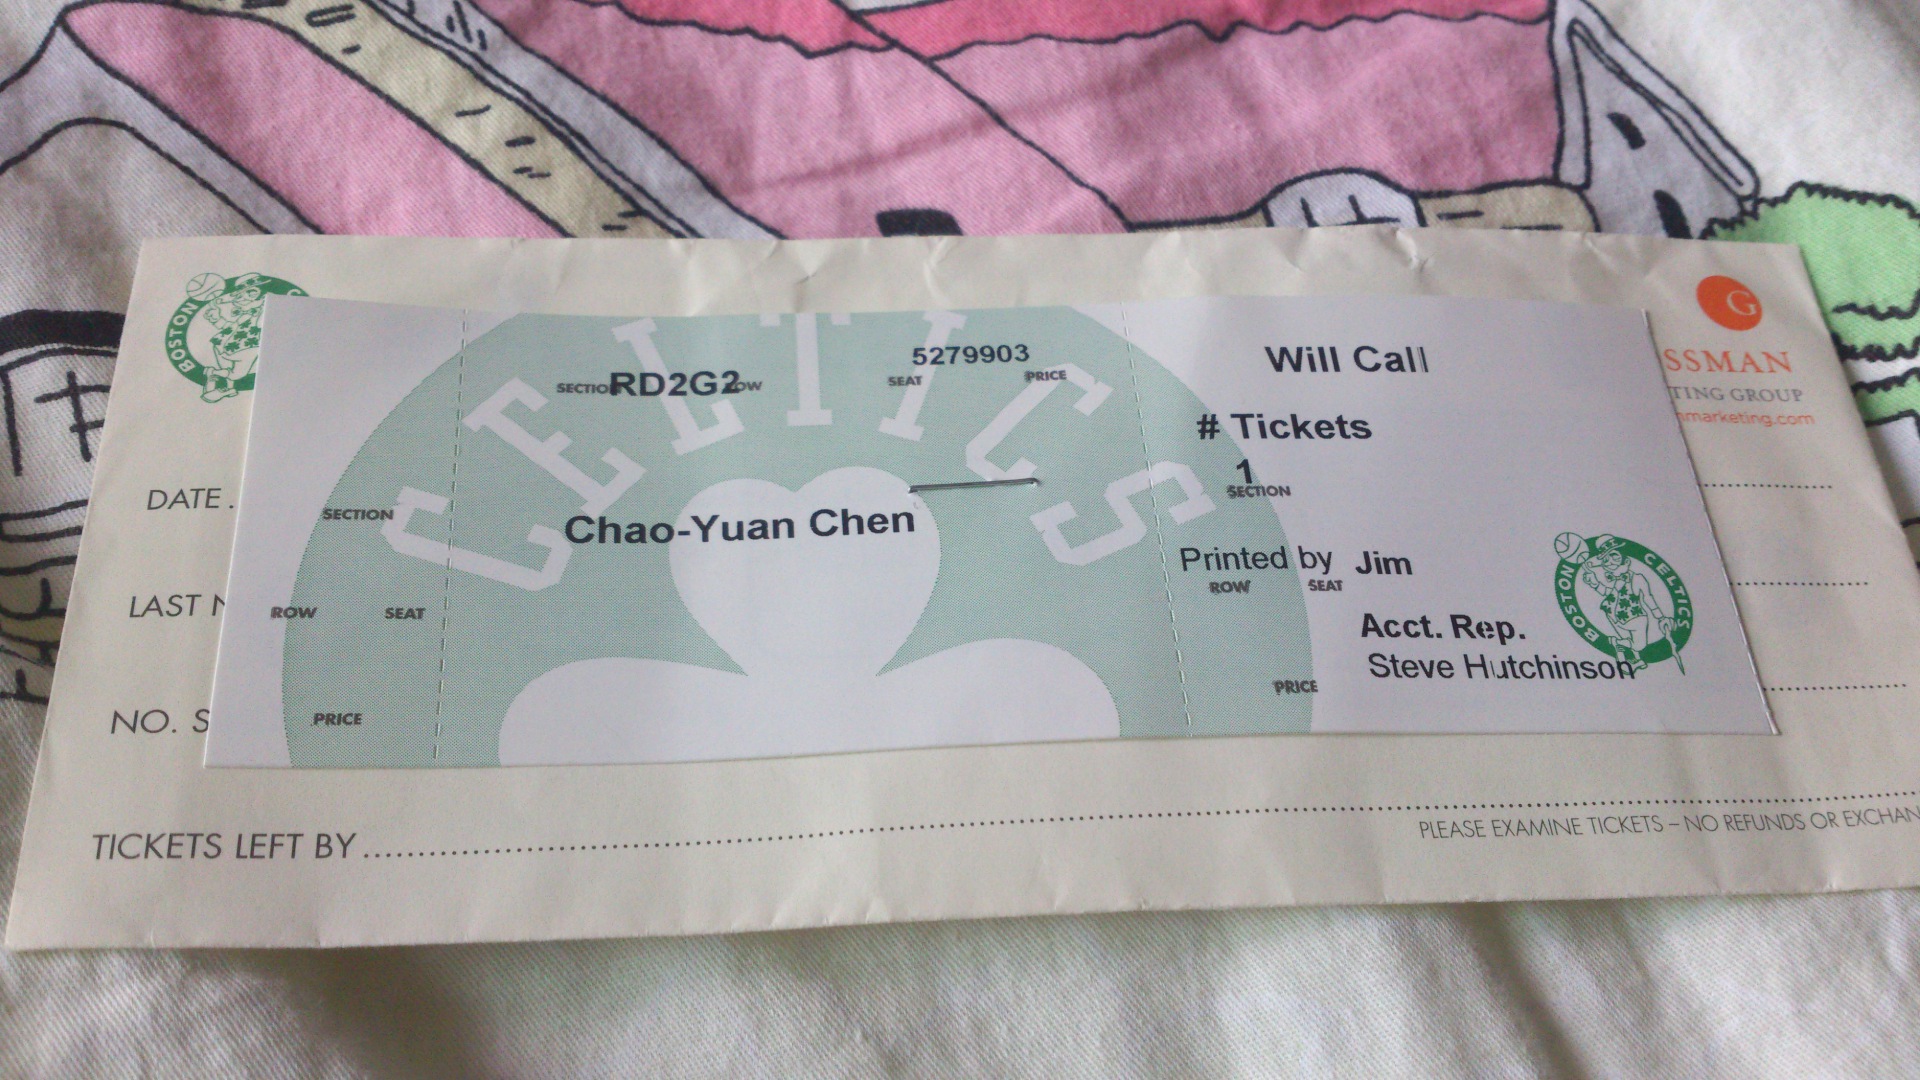 BOSTON
SSMAN
TING GROUP
marketing.com
DATE
LAST N
NO. S
TICKETS LEFT BY
PLEASE EXAMINE TICKETS – NO REFUNDS OR EXCHAN
CELTICS
5279903
SECTION RD2G2 ROW SEAT PRICE
Chao-Yuan Chen
SECTION
ROW SEAT
PRICE
Will Call
# Tickets
1
SECTION
Printed by Jim
ROW SEAT
Acct. Rep.
Steve Hutchinson
PRICE
BOSTON CELTICS
G